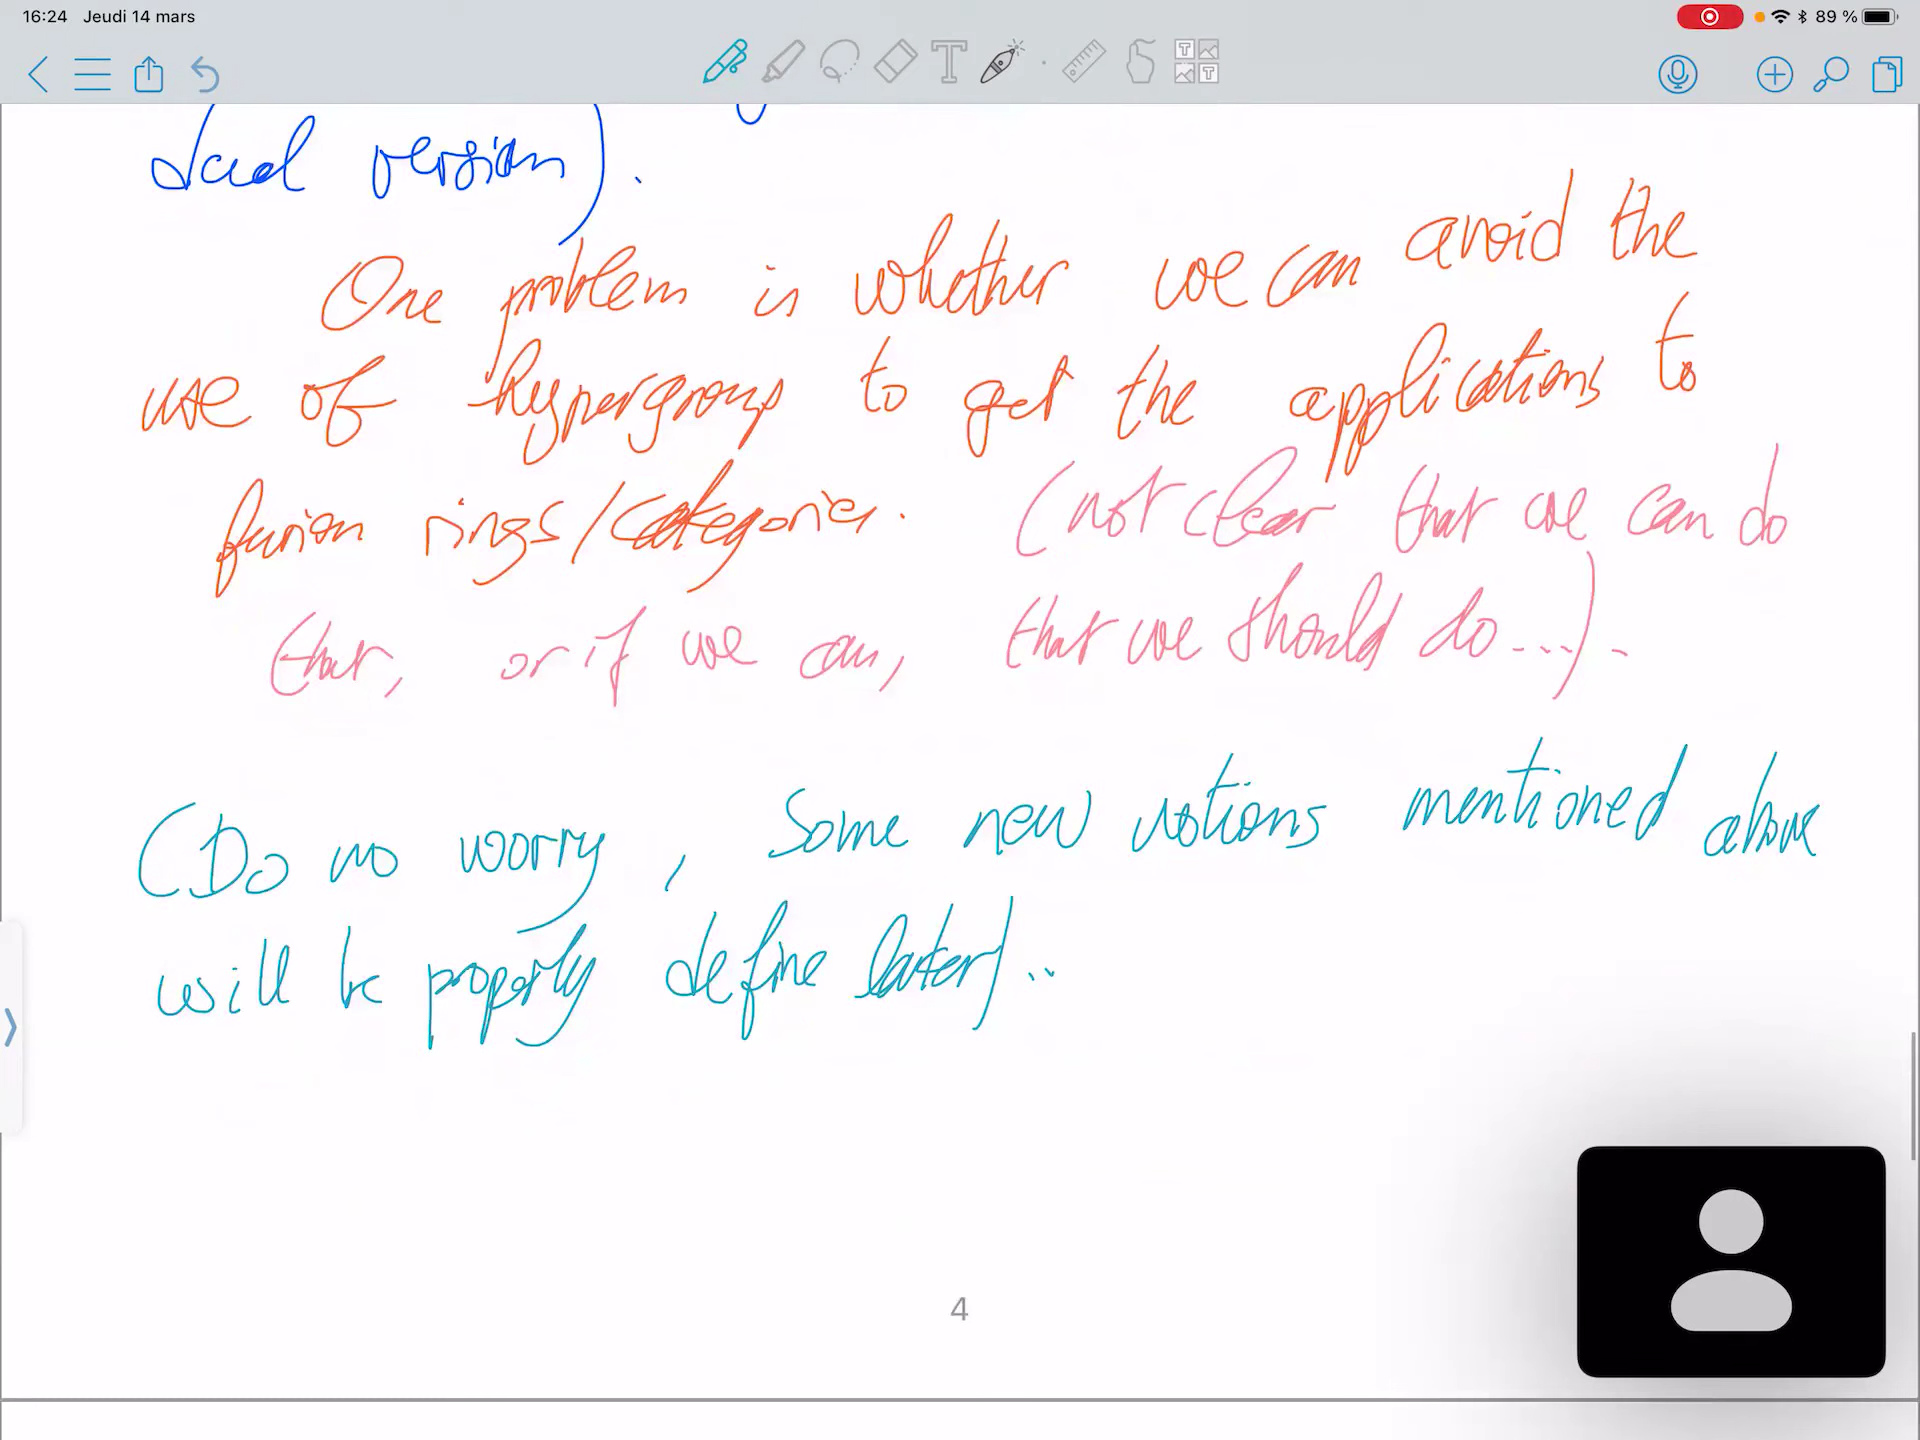 16:24 Jeudi 14 mars 89 %
dual version).
One problem is whether we can avoid the
use of hypergroup to get the applications to
fusion rings/categories. (not clear that we can do
that, or if we can, that we should do...).
(Do no worry, Some new notions mentioned above
will be properly define later)..
4